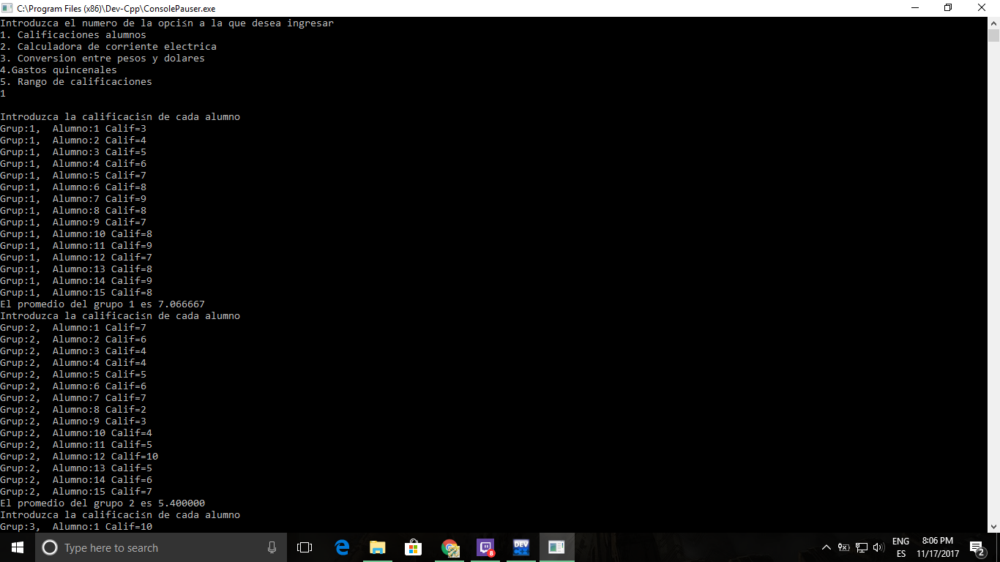 C:\Program Files (x86)\Dev-Cpp\ConsolePauser.exe
Introduzca el numero de la opci≤n a la que desea ingresar
1. Calificaciones alumnos
2. Calculadora de corriente electrica
3. Conversion entre pesos y dolares
4.Gastos quincenales
5. Rango de calificaciones
1
Introduzca la calificaci≤n de cada alumno
Grup:1,  Alumno:1 Calif=3
Grup:1,  Alumno:2 Calif=4
Grup:1,  Alumno:3 Calif=5
Grup:1,  Alumno:4 Calif=6
Grup:1,  Alumno:5 Calif=7
Grup:1,  Alumno:6 Calif=8
Grup:1,  Alumno:7 Calif=9
Grup:1,  Alumno:8 Calif=8
Grup:1,  Alumno:9 Calif=7
Grup:1,  Alumno:10 Calif=8
Grup:1,  Alumno:11 Calif=9
Grup:1,  Alumno:12 Calif=7
Grup:1,  Alumno:13 Calif=8
Grup:1,  Alumno:14 Calif=9
Grup:1,  Alumno:15 Calif=8
El promedio del grupo 1 es 7.066667
Introduzca la calificaci≤n de cada alumno
Grup:2,  Alumno:1 Calif=7
Grup:2,  Alumno:2 Calif=6
Grup:2,  Alumno:3 Calif=4
Grup:2,  Alumno:4 Calif=4
Grup:2,  Alumno:5 Calif=5
Grup:2,  Alumno:6 Calif=6
Grup:2,  Alumno:7 Calif=7
Grup:2,  Alumno:8 Calif=2
Grup:2,  Alumno:9 Calif=3
Grup:2,  Alumno:10 Calif=4
Grup:2,  Alumno:11 Calif=5
Grup:2,  Alumno:12 Calif=10
Grup:2,  Alumno:13 Calif=5
Grup:2,  Alumno:14 Calif=6
Grup:2,  Alumno:15 Calif=7
El promedio del grupo 2 es 5.400000
Introduzca la calificaci≤n de cada alumno
Grup:3,  Alumno:1 Calif=10
Type here to search
8
DEV
ENG
ES
8:06 PM
11/17/2017
2